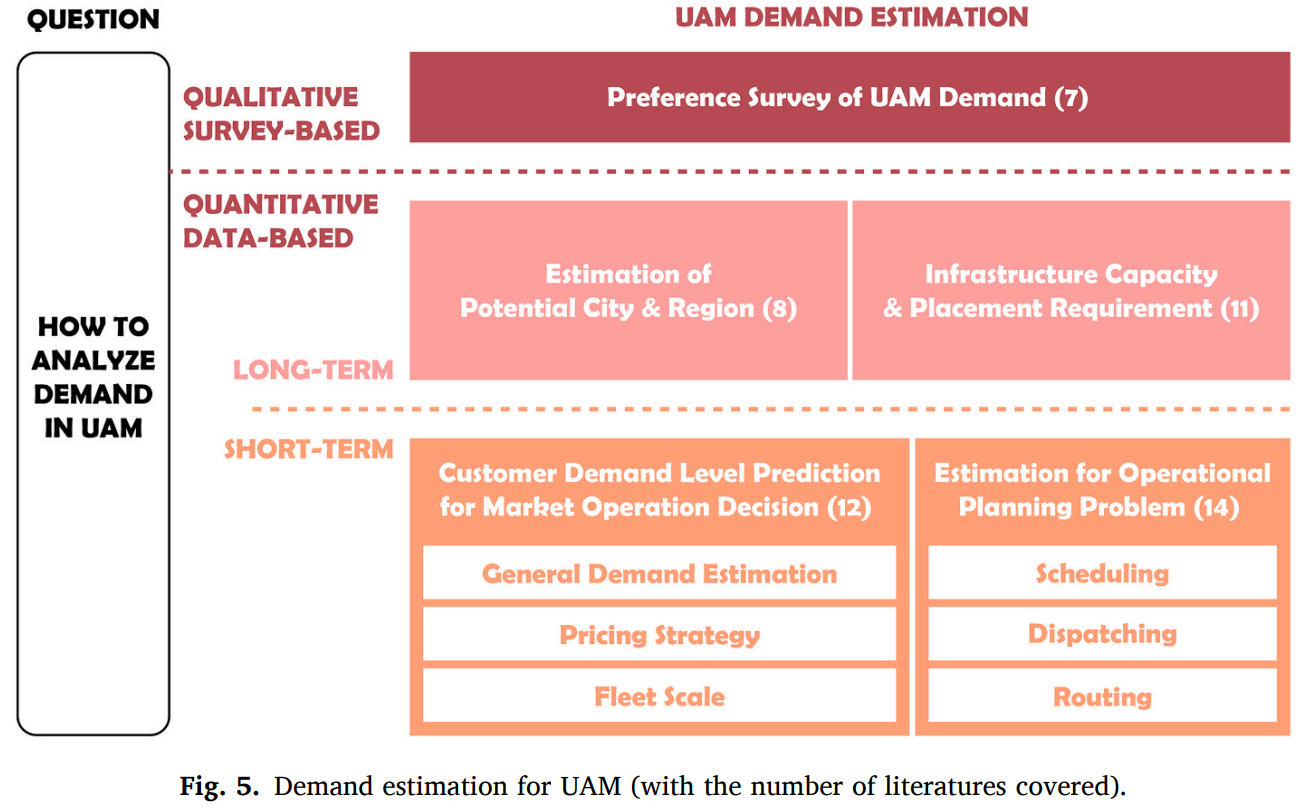 QUESTION
UAM DEMAND ESTIMATION
QUALITATIVE
SURVEY-BASED
Preference Survey of UAM Demand (7)
QUANTITATIVE
DATA-BASED
Estimation of
Potential City & Region (8)
Infrastructure Capacity
& Placement Requirement (11)
HOW TO
ANALYZE
DEMAND
IN UAM
LONG-TERM
SHORT-TERM
Customer Demand Level Prediction
for Market Operation Decision (12)
General Demand Estimation
Pricing Strategy
Fleet Scale
Estimation for Operational
Planning Problem (14)
Scheduling
Dispatching
Routing
Fig. 5. Demand estimation for UAM (with the number of literatures covered).